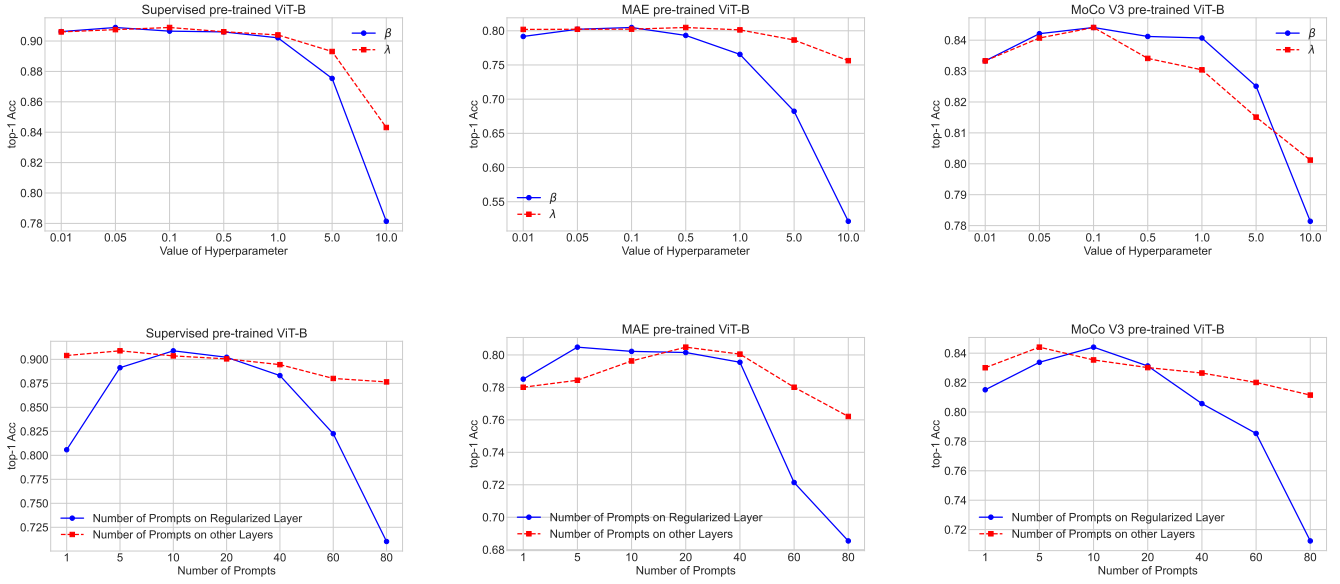 Supervised pre-trained ViT-B
top-1 Acc
0.90
0.88
0.86
0.84
0.82
0.80
0.78
β
λ
0.01 0.05 0.1 0.5 1.0 5.0 10.0
Value of Hyperparameter
MAE pre-trained ViT-B
top-1 Acc
0.80
0.75
0.70
0.65
0.60
0.55
β
λ
0.01 0.05 0.1 0.5 1.0 5.0 10.0
Value of Hyperparameter
MoCo V3 pre-trained ViT-B
top-1 Acc
0.84
0.83
0.82
0.81
0.80
0.79
0.78
β
λ
0.01 0.05 0.1 0.5 1.0 5.0 10.0
Value of Hyperparameter
Supervised pre-trained ViT-B
top-1 Acc
0.900
0.875
0.850
0.825
0.800
0.775
0.750
0.725
Number of Prompts on Regularized Layer
Number of Prompts on other Layers
1 5 10 20 40 60 80
Number of Prompts
MAE pre-trained ViT-B
top-1 Acc
0.80
0.78
0.76
0.74
0.72
0.70
0.68
Number of Prompts on Regularized Layer
Number of Prompts on other Layers
1 5 10 20 40 60 80
Number of Prompts
MoCo V3 pre-trained ViT-B
top-1 Acc
0.84
0.82
0.80
0.78
0.76
0.74
0.72
Number of Prompts on Regularized Layer
Number of Prompts on other Layers
1 5 10 20 40 60 80
Number of Prompts